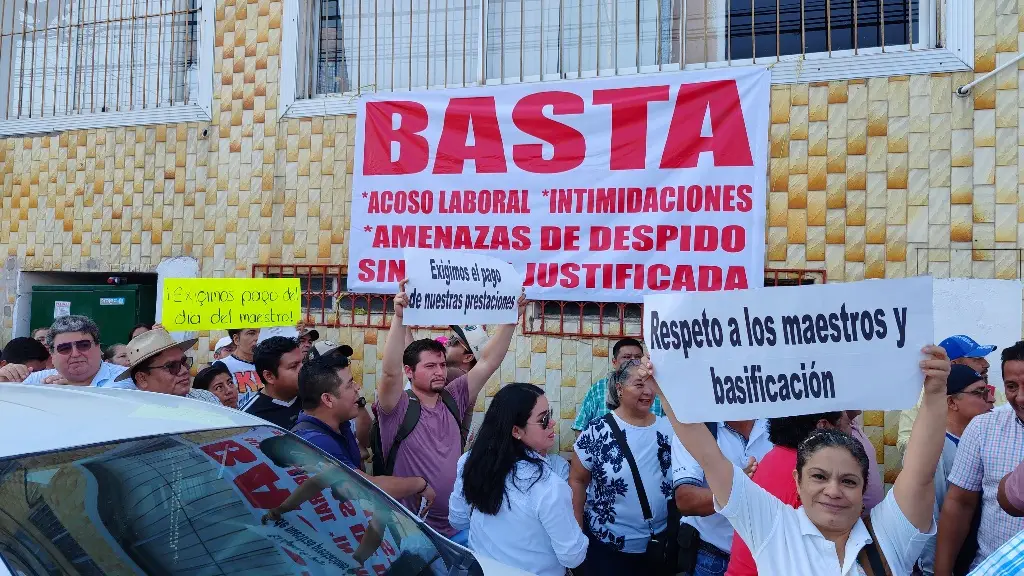 BASTA
*ACOSO LABORAL *INTIMIDACIONES
*AMENAZAS DE DESPIDO
SIN JUSTIFICADA
Exigimos el pago
de nuestras prestaciones
¡Exigimos pago del
día del maestro!
Respeto a los maestros y
basificación